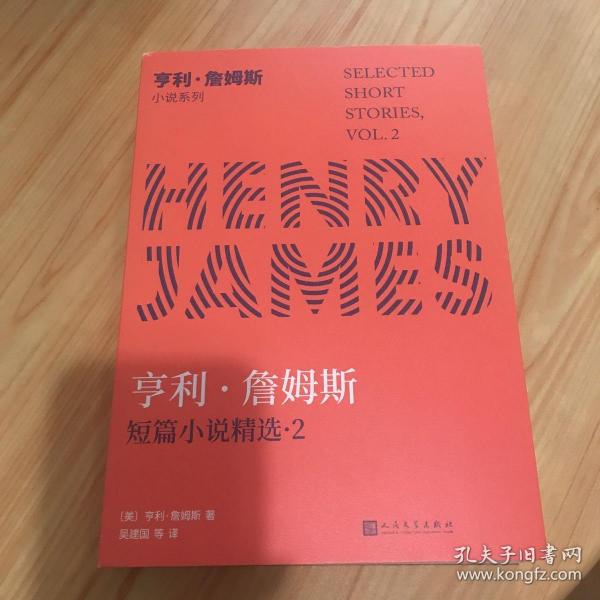 亨利·詹姆斯
小说系列
SELECTED
SHORT
STORIES,
VOL. 2
HENRY
JAMES
亨利·詹姆斯
短篇小说精选·2
〔美〕亨利·詹姆斯 著
吴建国 等 译
人民文学出版社
孔夫子旧书网
www.kongfz.com